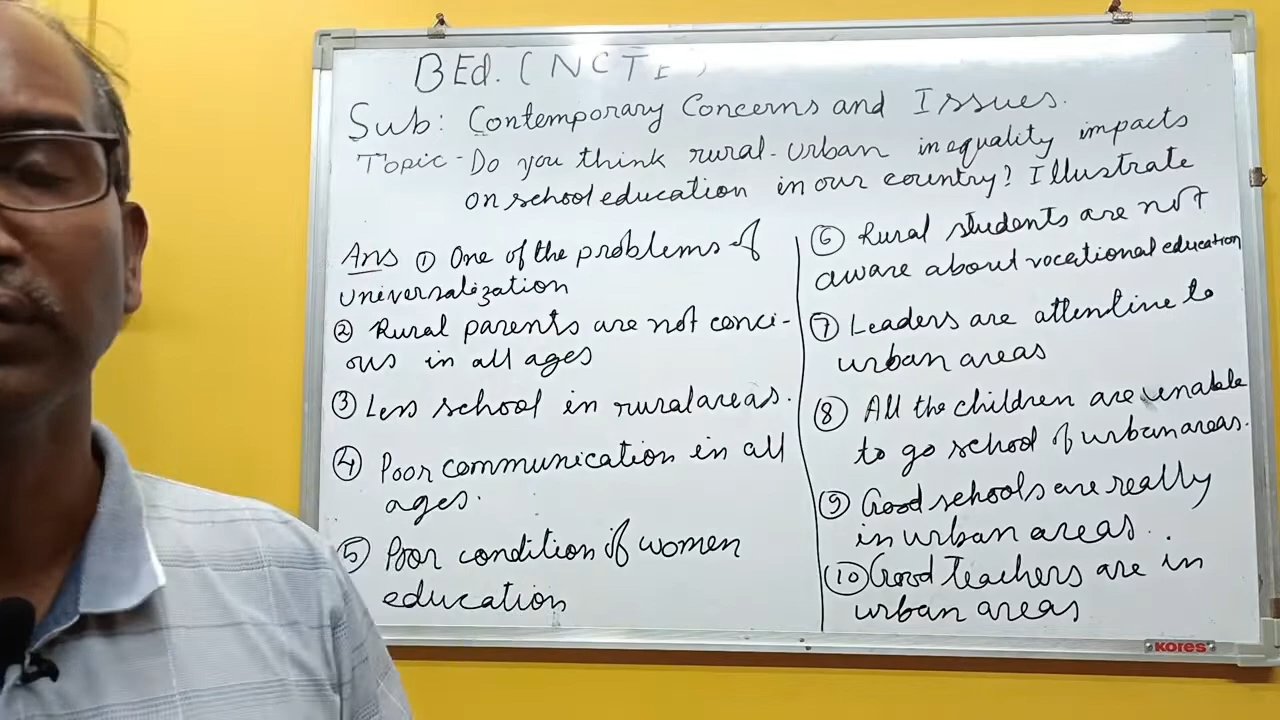 B Ed. ( NCTE )
Sub: Contemporary Concerns and Issues.
Topic - Do you think rural-urban inequality impacts
on school education in our country? Illustrate
Ans ① One of the problems of
universalization
② Rural parents are not conci-
ous in all ages
③ Less school in rural areas.
④ Poor communication in all
ages.
⑤ Poor condition of women
education
⑥ Rural students are not
aware about vocational education
⑦ Leaders are attentine to
urban areas
⑧ All the children are unable
to go school of urban areas.
⑨ Good schools are really
in urban areas.
⑩ Good teachers are in
urban areas
KORES